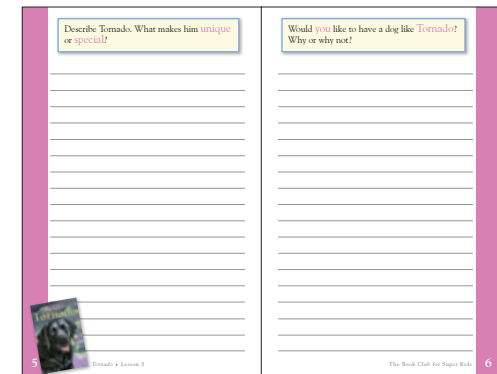 Describe Tornado. What makes him unique
or special?
Tornado
5
Tornado • Lesson 5
Would you like to have a dog like Tornado?
Why or why not?
The Book Club for Super Kids
6